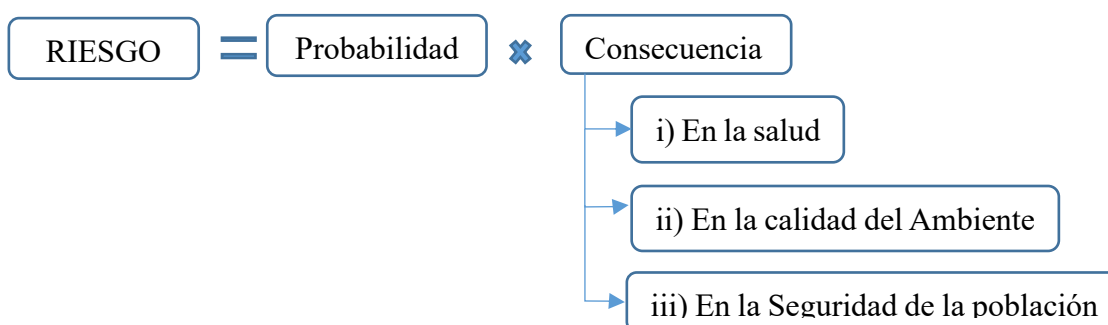 RIESGO = Probabilidad × Consecuencia
i) En la salud
ii) En la calidad del Ambiente
iii) En la Seguridad de la población